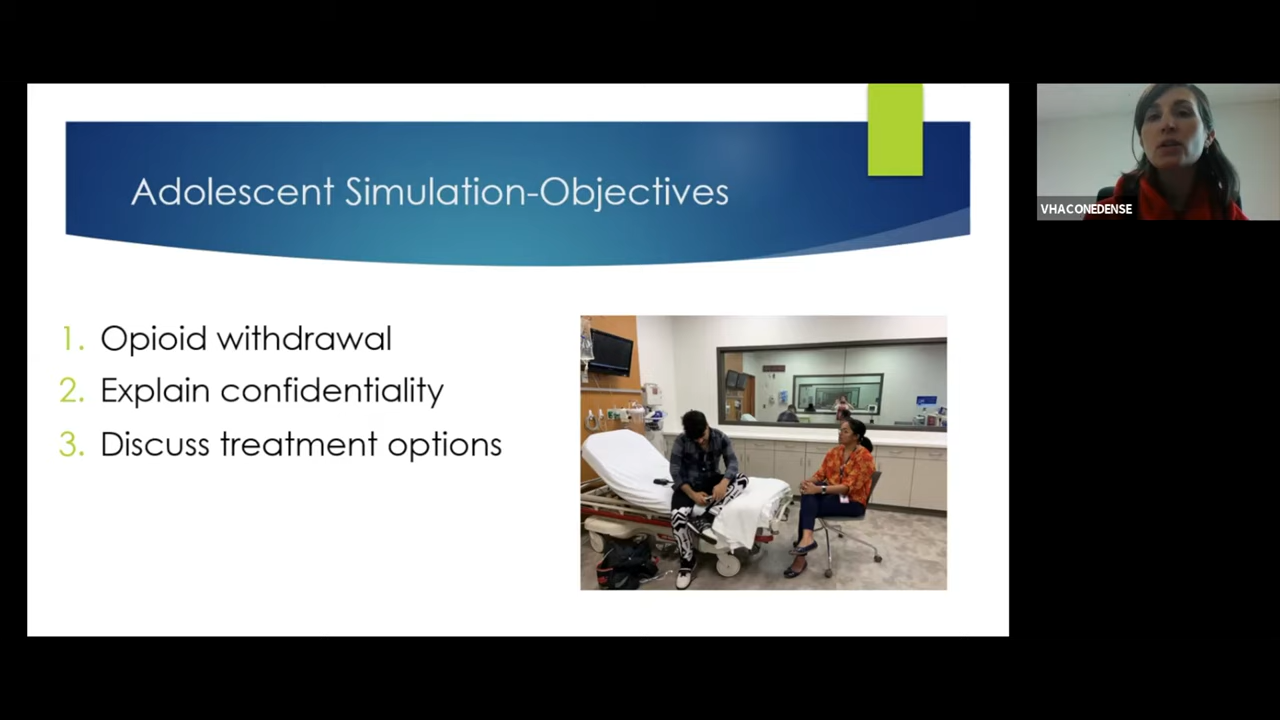 Adolescent Simulation-Objectives
1. Opioid withdrawal
2. Explain confidentiality
3. Discuss treatment options
VHACONEDENSE